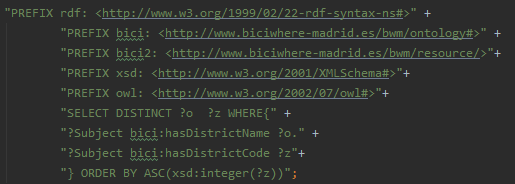 "PREFIX rdf: <http://www.w3.org/1999/02/22-rdf-syntax-ns#>" +
"PREFIX bici: <http://www.biciwhere-madrid.es/bwm/ontology#>" +
"PREFIX bici2: <http://www.biciwhere-madrid.es/bwm/resource/>"+
"PREFIX xsd: <http://www.w3.org/2001/XMLSchema#>"+
"PREFIX owl: <http://www.w3.org/2002/07/owl#>"+
"SELECT DISTINCT ?o  ?z WHERE{" +
"?Subject bici:hasDistrictName ?o." +
"?Subject bici:hasDistrictCode ?z"+
"} ORDER BY ASC(xsd:integer(?z))";